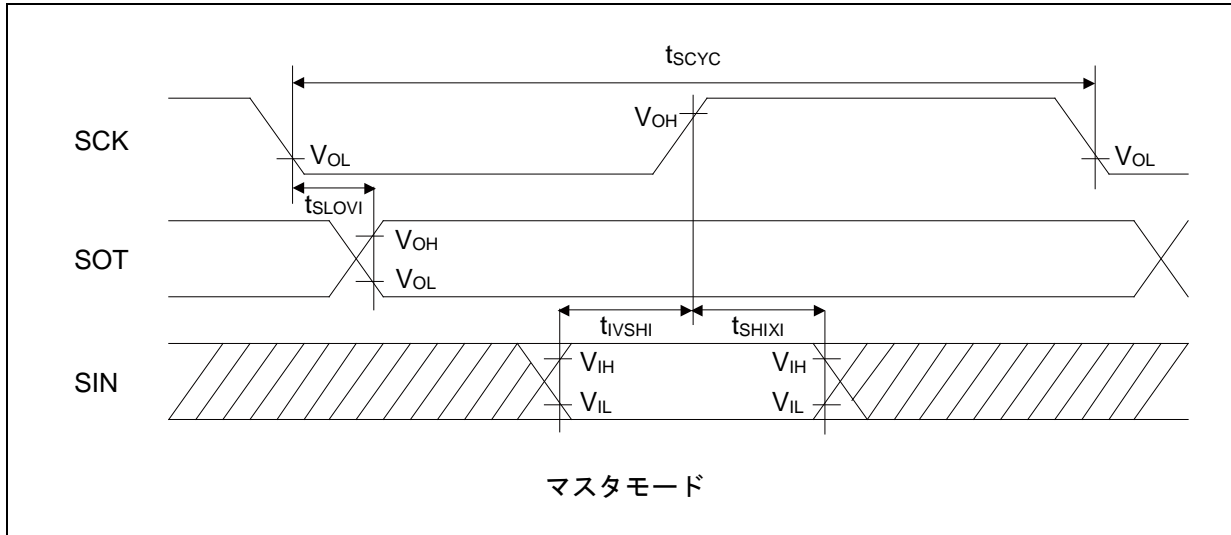 tSCYC
SCK
VOH
VOL
VOL
tSLOVI
SOT
VOH
VOL
tIVSHI
tSHIXI
SIN
VIH
VIH
VIL
VIL
マスタモード